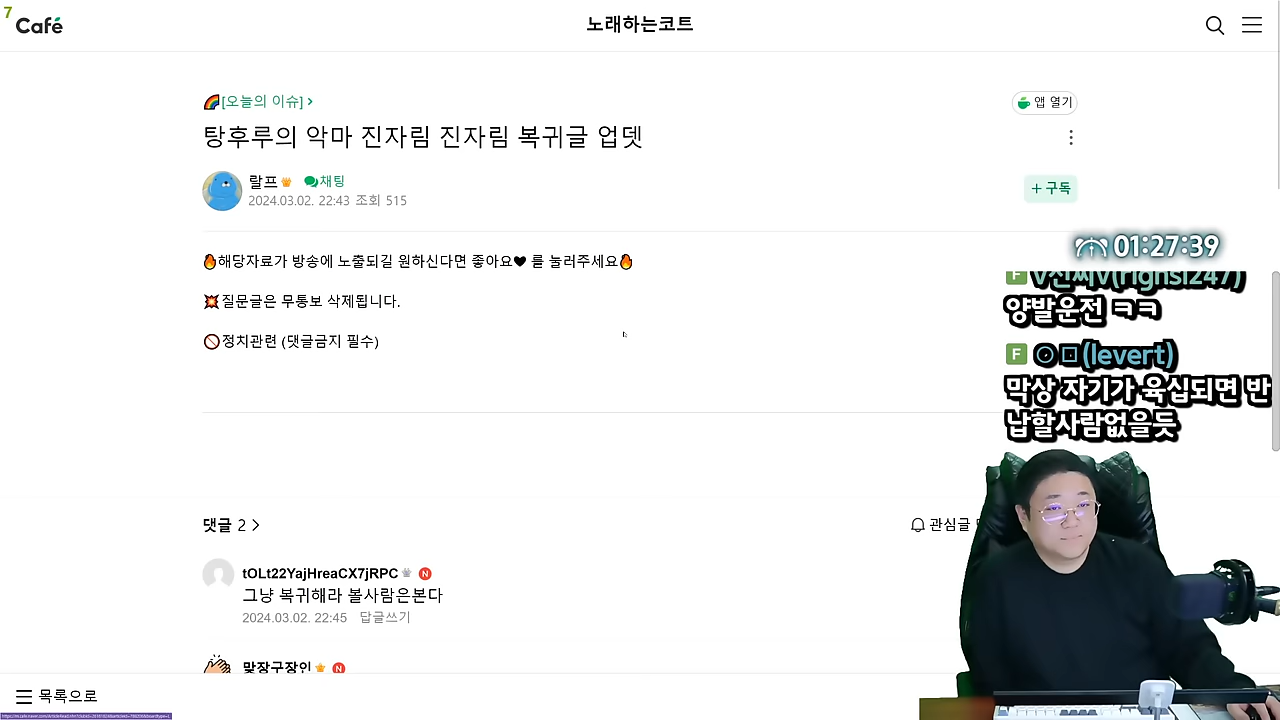 7
Café
노래하는코트
[오늘의 이슈] >
앱 열기
탕후루의 악마 진자림 진자림 복귀글 업뎃
랄프 채팅
2024.03.02. 22:43 조회 515
+ 구독
해당자료가 방송에 노출되길 원하신다면 좋아요 를 눌러주세요
01:27:39
질문글은 무통보 삭제됩니다.
양발운전 ㅋㅋ
정치관련 (댓글금지 필수)
F ⊙ㅁ(levert)
막상 자기가 육십되면 반
납할사람없을듯
댓글 2 >
관심글
tOLt22YajHreaCX7jRPC N
그냥 복귀해라 볼사람은본다
2024.03.02. 22:45 답글쓰기
맞장구장인 N
목록으로